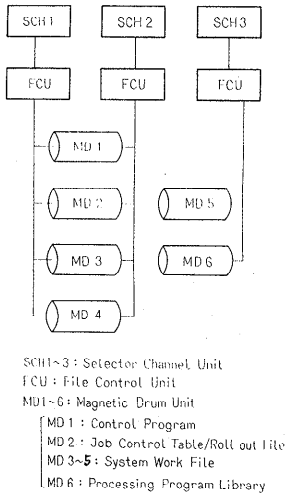 SCH 1 SCH 2 SCH 3
FCU FCU FCU
MD 1
MD 2 MD 5
MD 3 MD 6
MD 4
SCH1~3 : Selector Channel Unit
FCU : File Control Unit
MD1~6 : Magnetic Drum Unit
MD 1 : Control Program
MD 2 : Job Control Table/Roll out File
MD 3~5 : System Work File
MD 6 : Processing Program Library